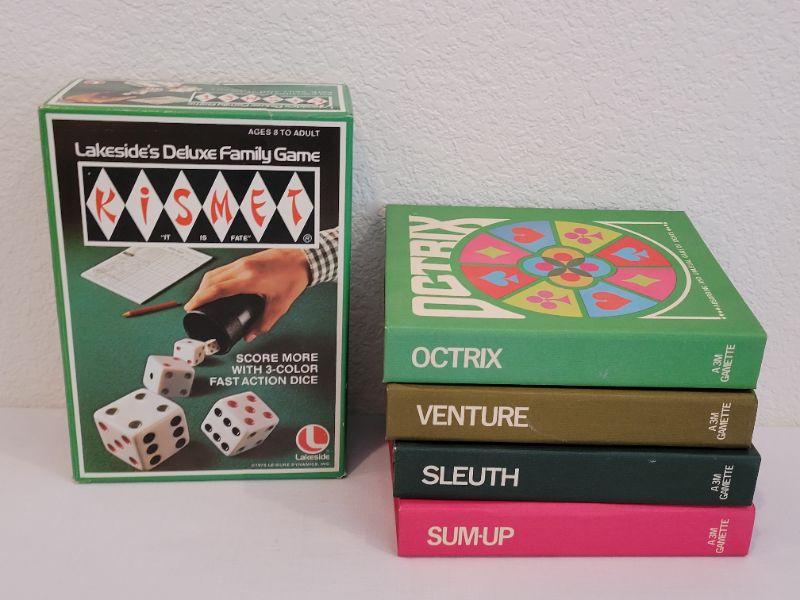 AGES 8 TO ADULT
Lakeside's Deluxe Family Game
KISMET
"IT IS FATE" ®
SCORE MORE
WITH 3-COLOR
FAST ACTION DICE
L
Lakeside
OCTRIX
OCTRIX
A 3M
GAMETTE
VENTURE
A 3M
GAMETTE
SLEUTH
A 3M
GAMETTE
SUM-UP
A 3M
GAMETTE